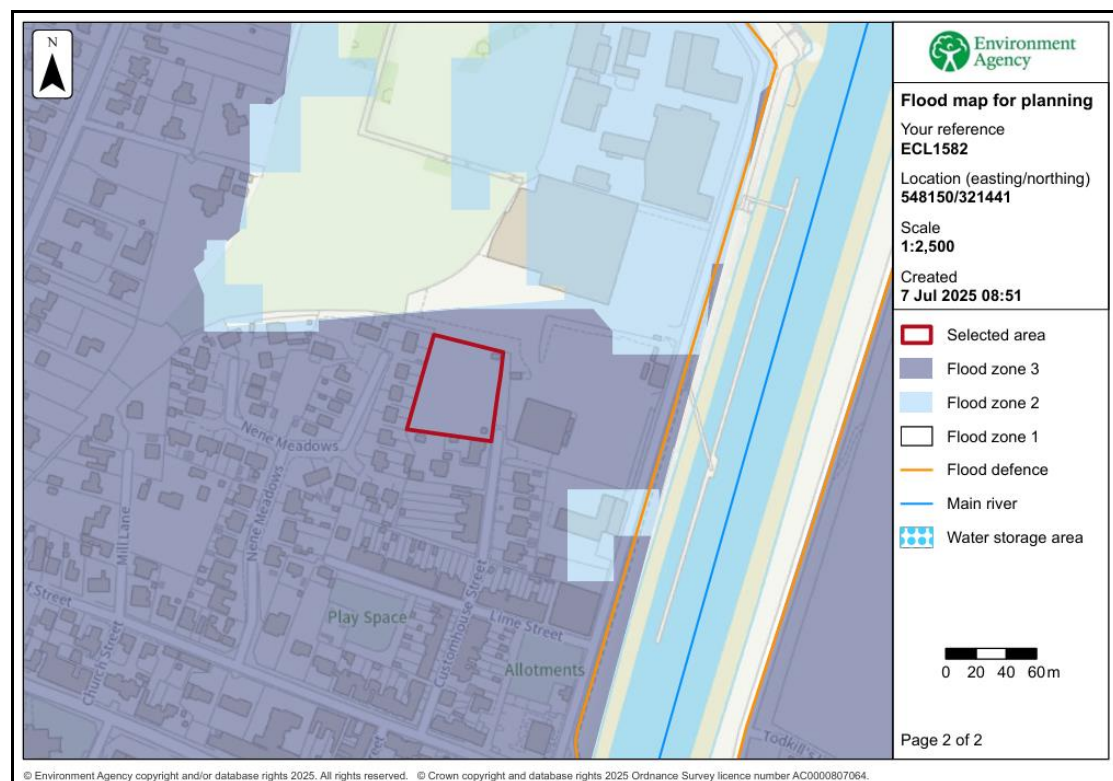 N
Nene Meadows
Nene Meadows
Mill Lane
Play Space
Customhouse Street
Lime Street
Allotments
Church Street
Street
Environment
Agency
Flood map for planning
Your reference
ECL1582
Location (easting/northing)
548150/321441
Scale
1:2,500
Created
7 Jul 2025 08:51
Selected area
Flood zone 3
Flood zone 2
Flood zone 1
Flood defence
Main river
Water storage area
0 20 40 60m
Page 2 of 2
© Environment Agency copyright and/or database rights 2025. All rights reserved. © Crown copyright and database rights 2025 Ordnance Survey licence number AC0000807064.